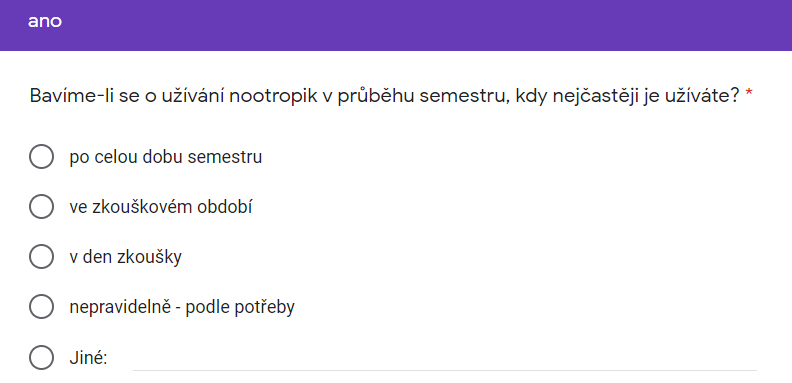 ano
Bavíme-li se o užívání nootropik v průběhu semestru, kdy nejčastěji je užíváte? *
po celou dobu semestru
ve zkouškovém období
v den zkoušky
nepravidelně - podle potřeby
Jiné: